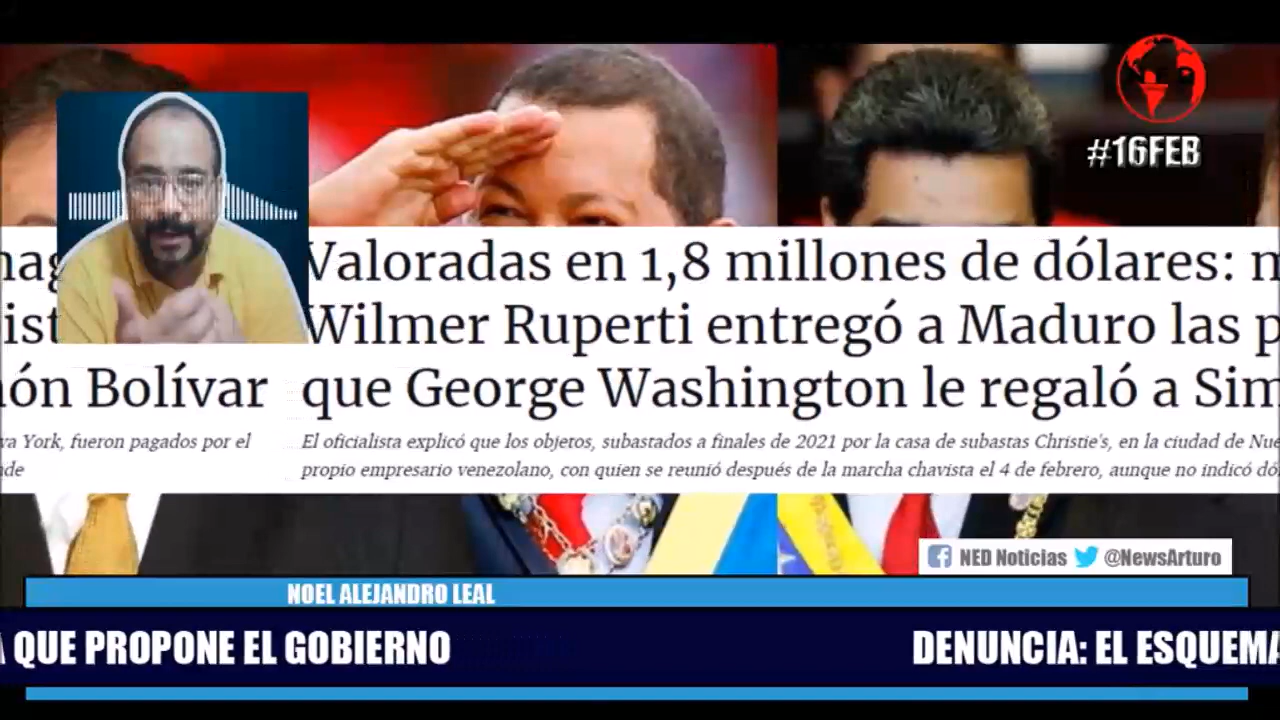 #16FEB
Valoradas en 1,8 millones de dólares:
Wilmer Ruperti entregó a Maduro las
ón Bolívar
que George Washington le regaló a Sim
York, fueron pagados por el
El oficialista explicó que los objetos, subastados a finales de 2021 por la casa de subastas Christie's, en la ciudad de Nue
propio empresario venezolano, con quien se reunió después de la marcha chavista el 4 de febrero, aunque no indicó dó
NED Noticias @NewsArturo
NOEL ALEJANDRO LEAL
A QUE PROPONE EL GOBIERNO
DENUNCIA: EL ESQUEMA